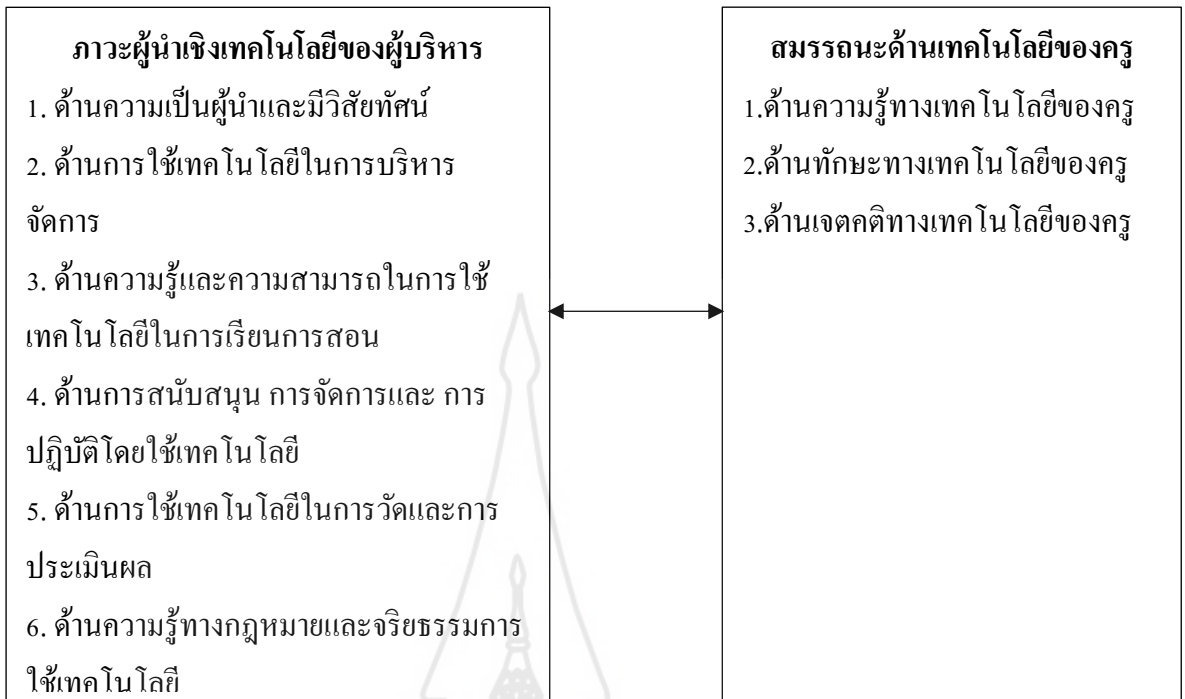 ภาวะผู้นำเชิงเทคโนโลยีของผู้บริหาร
1. ด้านความเป็นผู้นำและมีวิสัยทัศน์
2. ด้านการใช้เทคโนโลยีในการบริหาร
จัดการ
3. ด้านความรู้และความสามารถในการใช้
เทคโนโลยีในการเรียนการสอน
4. ด้านการสนับสนุน การจัดการและ การ
ปฏิบัติโดยใช้เทคโนโลยี
5. ด้านการใช้เทคโนโลยีในการวัดและการ
ประเมินผล
6. ด้านความรู้ทางกฎหมายและจริยธรรมการ
ใช้เทคโนโลยี
สมรรถนะด้านเทคโนโลยีของครู
1.ด้านความรู้ทางเทคโนโลยีของครู
2.ด้านทักษะทางเทคโนโลยีของครู
3.ด้านเจตคติทางเทคโนโลยีของครู